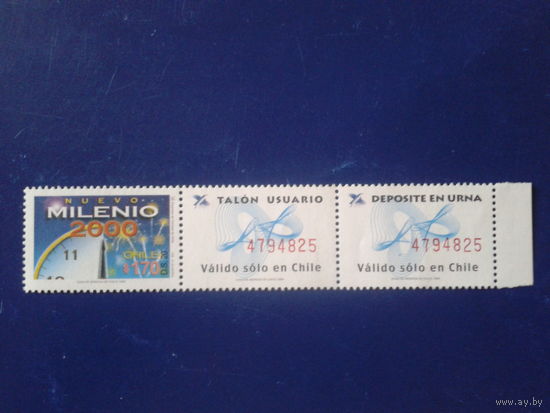 NUEVO
MILENIO
2000
CHILE
$170
11
TALÓN USUARIO
4794825
Válido sólo en Chile
DEPOSITE EN URNA
4794825
Válido sólo en Chile
© www.ay.by